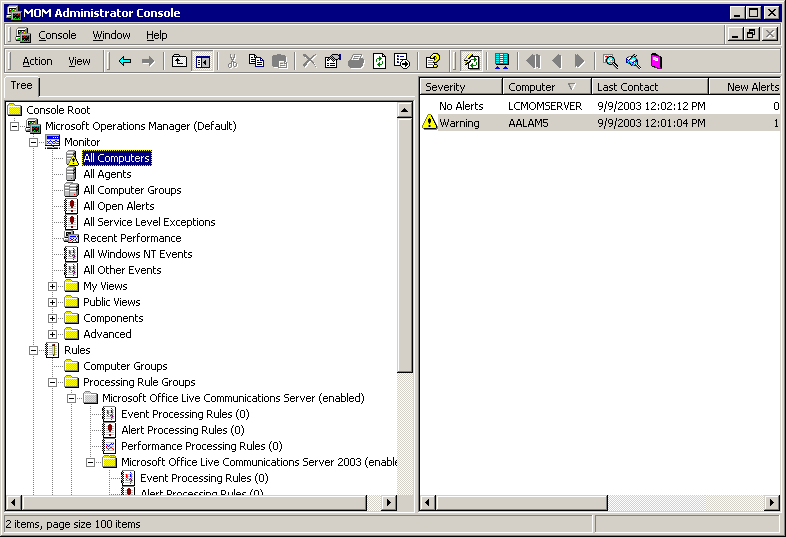 MOM Administrator Console
Console Window Help
Action View
Tree
Console Root
Microsoft Operations Manager (Default)
Monitor
All Computers
All Agents
All Computer Groups
All Open Alerts
All Service Level Exceptions
Recent Performance
All Windows NT Events
All Other Events
My Views
Public Views
Components
Advanced
Rules
Computer Groups
Processing Rule Groups
Microsoft Office Live Communications Server (enabled)
Event Processing Rules (0)
Alert Processing Rules (0)
Performance Processing Rules (0)
Microsoft Office Live Communications Server 2003 (enable
Event Processing Rules (0)
Alert Processing Rules (0)
Severity Computer Last Contact New Alerts
No Alerts LCMOMSERVER 9/9/2003 12:02:12 PM 0
Warning AALAM5 9/9/2003 12:01:04 PM 1
2 items, page size 100 items